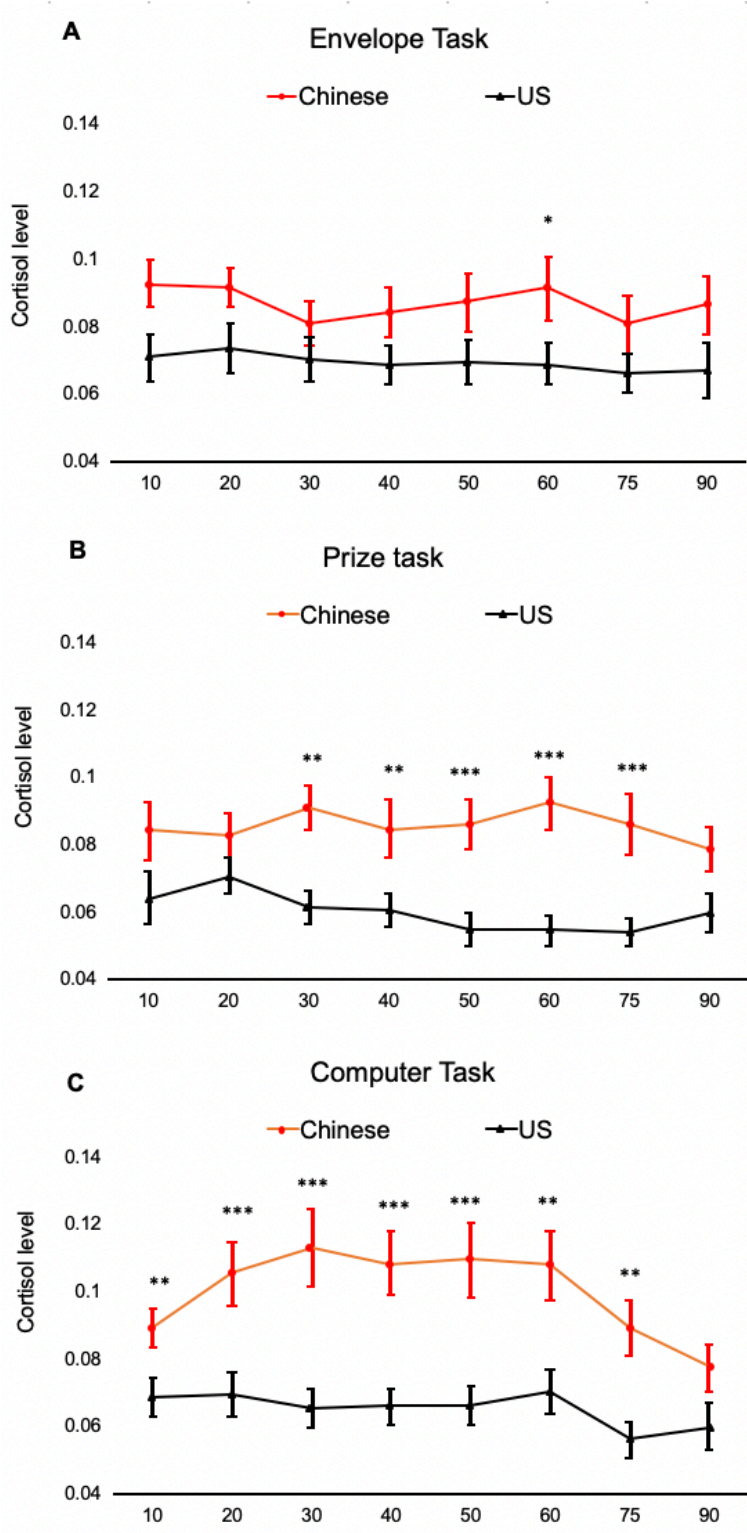 A
Envelope Task
Chinese US
0.14
0.12
*
0.1
0.08
0.06
0.04
Cortisol level
10 20 30 40 50 60 75 90
B
Prize task
Chinese US
0.14
0.12
** ** *** *** ***
0.1
0.08
0.06
0.04
Cortisol level
10 20 30 40 50 60 75 90
C
Computer Task
Chinese US
0.14
0.12
** *** *** *** *** ** **
0.1
0.08
0.06
0.04
Cortisol level
10 20 30 40 50 60 75 90